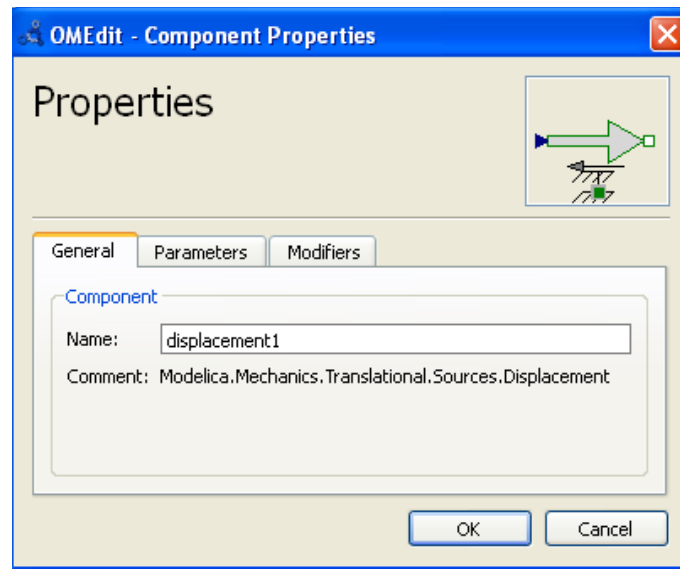 OMEdit - Component Properties
Properties
General Parameters Modifiers
Component
Name: displacement1
Comment: Modelica.Mechanics.Translational.Sources.Displacement
OK Cancel